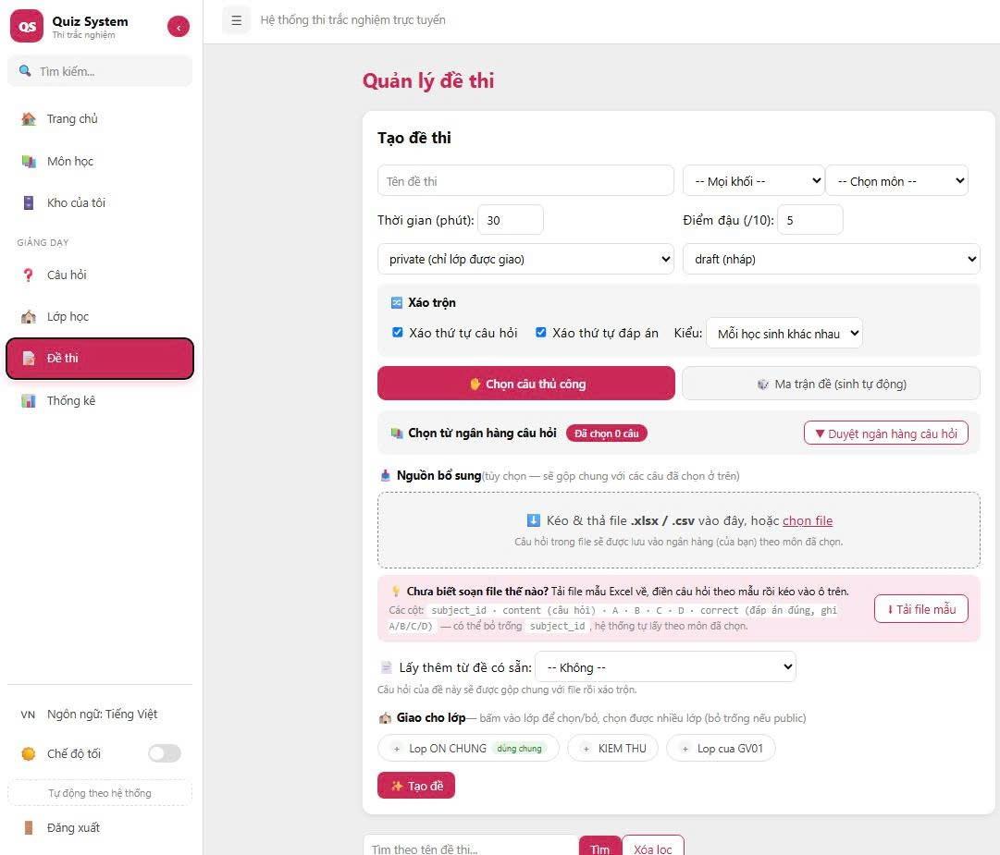 QS
Quiz System
Thi trắc nghiệm
‹
Tìm kiếm...
Trang chủ
Môn học
Kho của tôi
GIẢNG DẠY
Câu hỏi
Lớp học
Đề thi
Thống kê
VN Ngôn ngữ: Tiếng Việt
Chế độ tối
Tự động theo hệ thống
Đăng xuất
☰ Hệ thống thi trắc nghiệm trực tuyến
Quản lý đề thi
Tạo đề thi
Tên đề thi -- Mọi khối -- -- Chọn môn --
Thời gian (phút): 30 Điểm đậu (/10): 5
private (chỉ lớp được giao) draft (nháp)
Xáo trộn
Xáo thứ tự câu hỏi Xáo thứ tự đáp án Kiểu: Mỗi học sinh khác nhau
Chọn câu thủ công Ma trận đề (sinh tự động)
Chọn từ ngân hàng câu hỏi Đã chọn 0 câu ▼ Duyệt ngân hàng câu hỏi
Nguồn bổ sung(tùy chọn — sẽ gộp chung với các câu đã chọn ở trên)
Kéo & thả file .xlsx / .csv vào đây, hoặc chọn file
Câu hỏi trong file sẽ được lưu vào ngân hàng (của bạn) theo môn đã chọn.
Chưa biết soạn file thế nào? Tải file mẫu Excel về, điền câu hỏi theo mẫu rồi kéo vào ô trên.
Các cột: subject_id · content (câu hỏi) · A · B · C · D · correct (đáp án đúng, ghi
A/B/C/D) — có thể bỏ trống subject_id , hệ thống tự lấy theo môn đã chọn.
⬇ Tải file mẫu
Lấy thêm từ đề có sẵn: -- Không --
Câu hỏi của đề này sẽ được gộp chung với file rồi xáo trộn.
Giao cho lớp— bấm vào lớp để chọn/bỏ, chọn được nhiều lớp (bỏ trống nếu public)
+ Lop ON CHUNG dùng chung + KIEM THU + Lop cua GV01
Tạo đề
Tìm theo tên đề thi... Tìm Xóa lọc